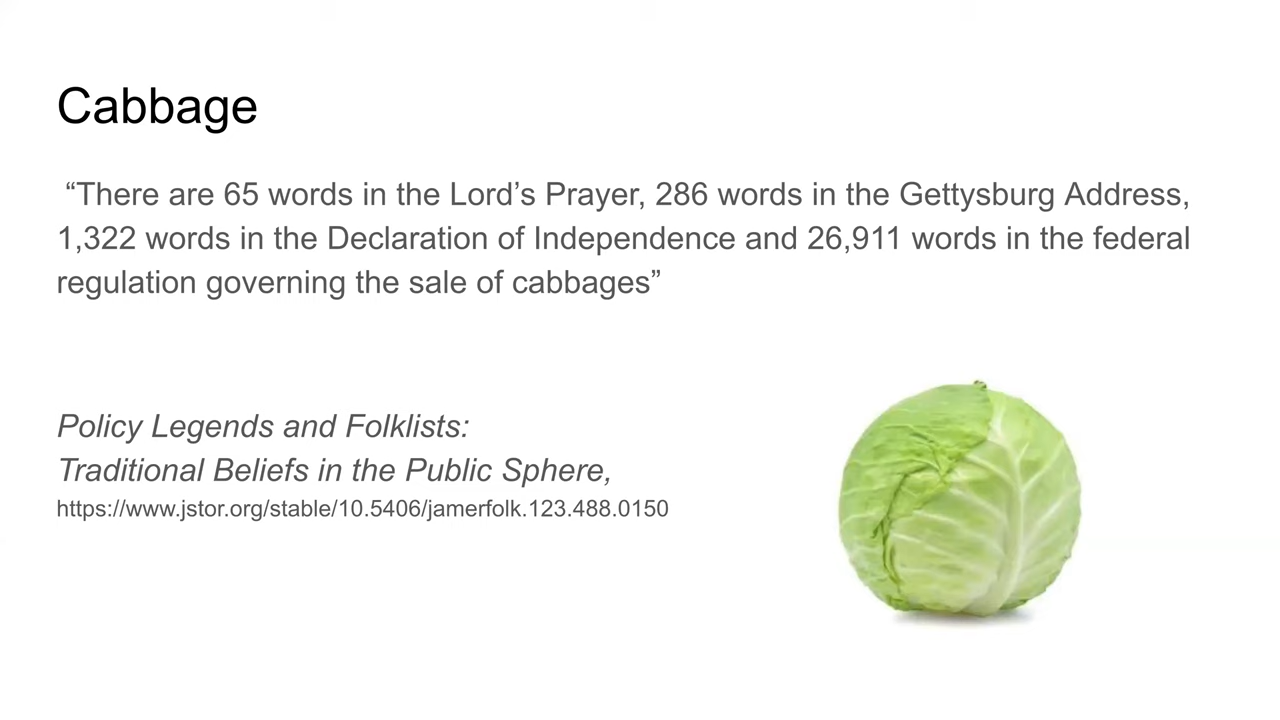 Cabbage
“There are 65 words in the Lord’s Prayer, 286 words in the Gettysburg Address,
1,322 words in the Declaration of Independence and 26,911 words in the federal
regulation governing the sale of cabbages”
Policy Legends and Folklists:
Traditional Beliefs in the Public Sphere,
https://www.jstor.org/stable/10.5406/jamerfolk.123.488.0150